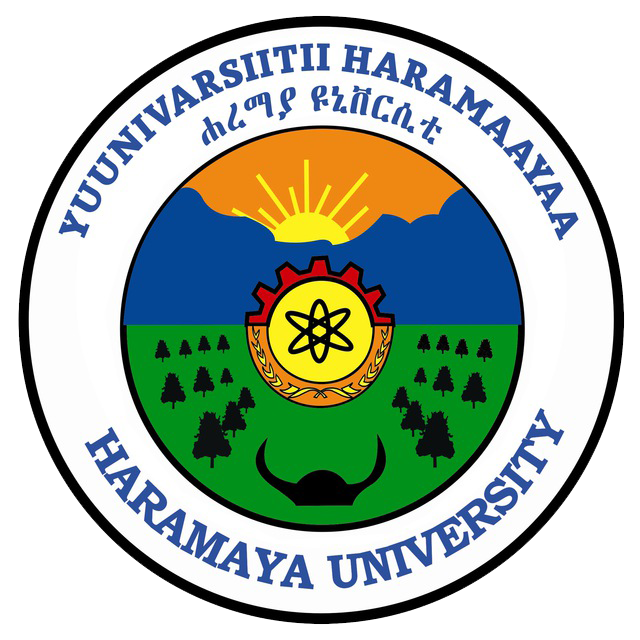 YUUNIVARSIITII HARAMAAYAA
ሐረማያ ዩኒቨርሲቲ
HARAMAYA UNIVERSITY